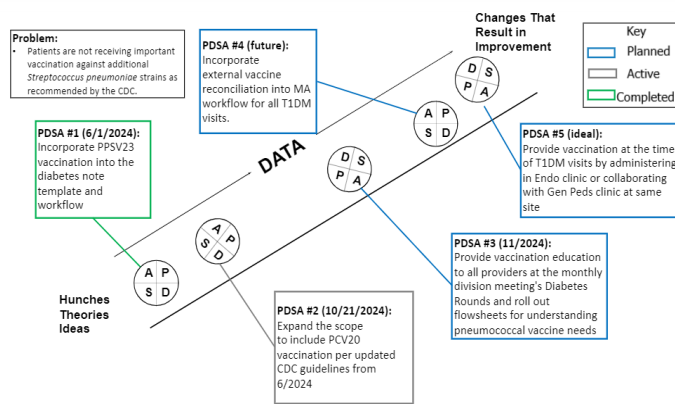 Problem:
• Patients are not receiving important
vaccination against additional
Streptococcus pneumoniae strains as
recommended by the CDC.
PDSA #4 (future):
Incorporate
external vaccine
reconciliation into MA
workflow for all T1DM
visits.
Changes That
Result in
Improvement
Key
Planned
Active
Completed
PDSA #1 (6/1/2024):
Incorporate PPSV23
vaccination into the
diabetes note
template and
workflow
DATA
D S
P A
A P
S D
PDSA #5 (ideal):
Provide vaccination at the time
of T1DM visits by administering
in Endo clinic or collaborating
with Gen Peds clinic at same
site
D S
P A
A P
S D
A P
S D
PDSA #3 (11/2024):
Provide vaccination education
to all providers at the monthly
division meeting's Diabetes
Rounds and roll out
flowsheets for understanding
pneumococcal vaccine needs
Hunches
Theories
Ideas
PDSA #2 (10/21/2024):
Expand the scope
to include PCV20
vaccination per updated
CDC guidelines from
6/2024